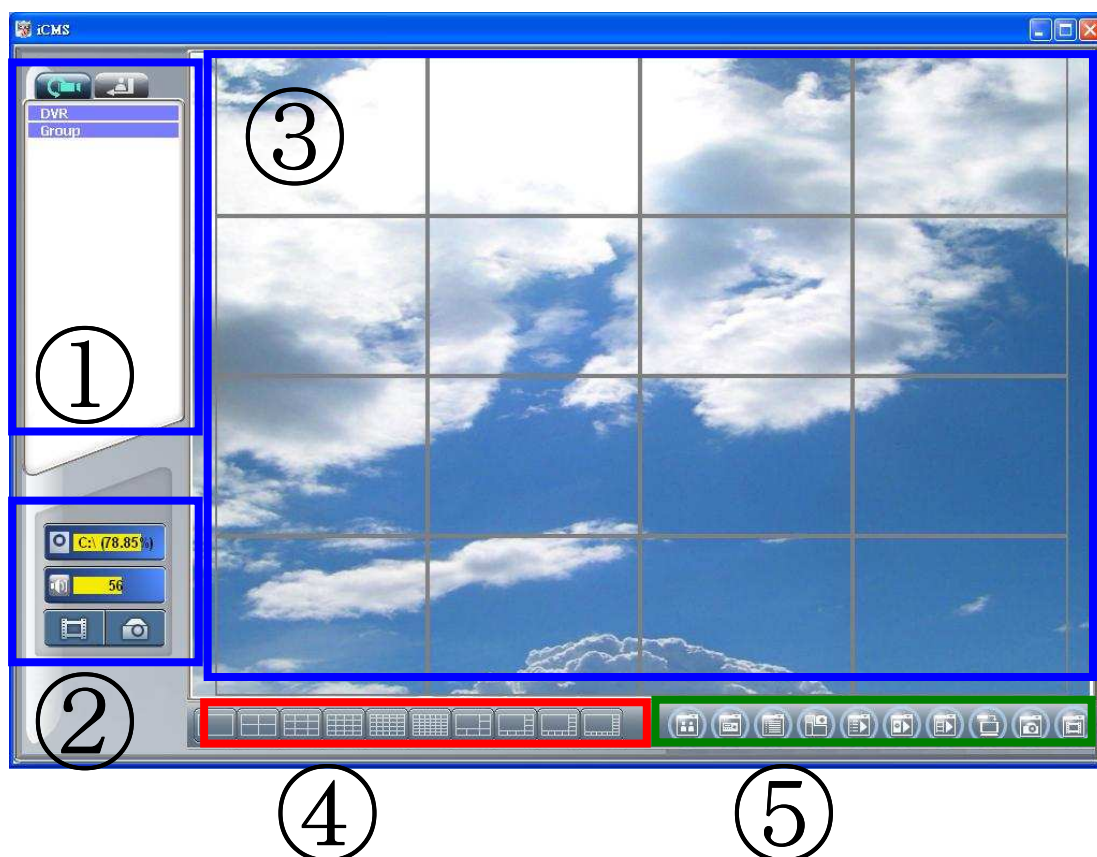 iCMS
DVR
Group
③
①
C:\ (78.85%)
56
②
④
⑤